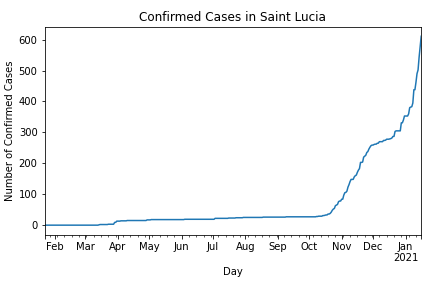 Confirmed Cases in Saint Lucia
600
500
400
300
200
100
0
Number of Confirmed Cases
Feb Mar Apr May Jun Jul Aug Sep Oct Nov Dec Jan
2021
Day